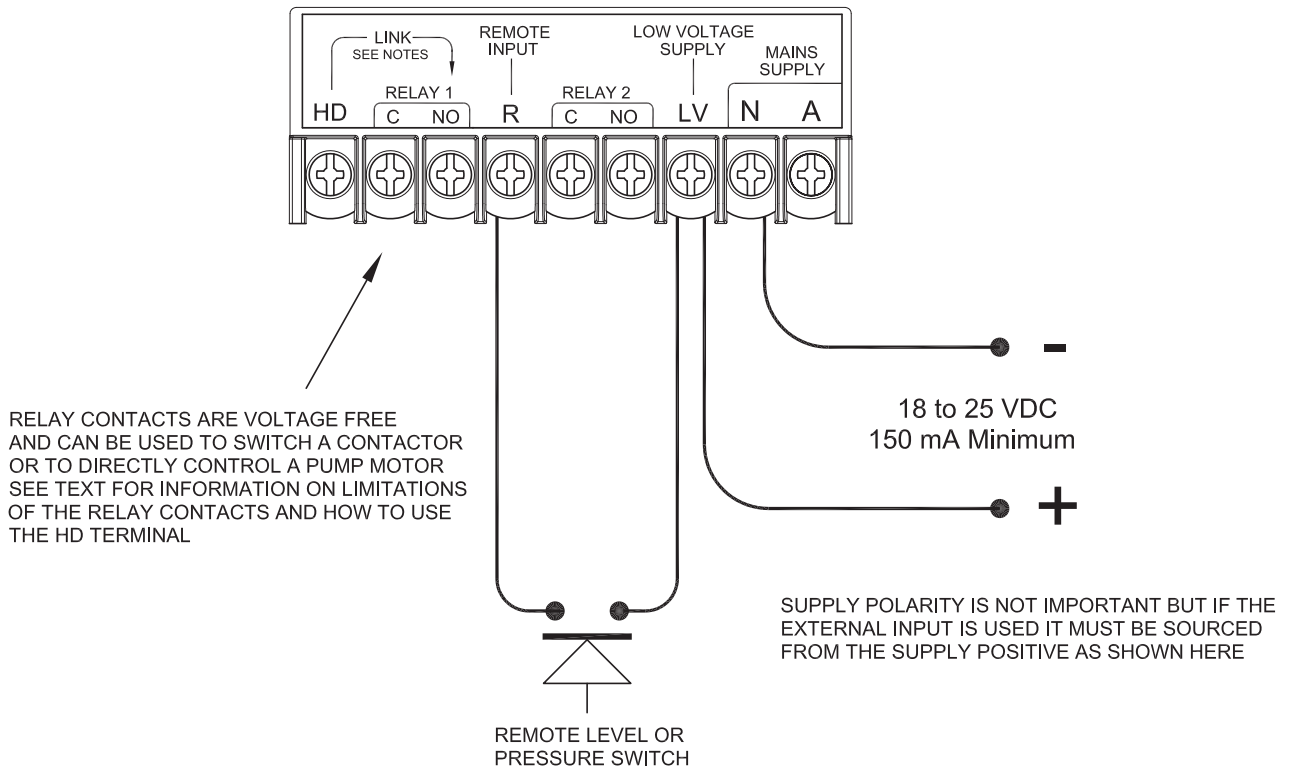 LINK
SEE NOTES
REMOTE
INPUT
LOW VOLTAGE
SUPPLY
MAINS
SUPPLY
RELAY 1
RELAY 2
HD C NO R C NO LV N A
-
18 to 25 VDC
150 mA Minimum
+
RELAY CONTACTS ARE VOLTAGE FREE
AND CAN BE USED TO SWITCH A CONTACTOR
OR TO DIRECTLY CONTROL A PUMP MOTOR
SEE TEXT FOR INFORMATION ON LIMITATIONS
OF THE RELAY CONTACTS AND HOW TO USE
THE HD TERMINAL
SUPPLY POLARITY IS NOT IMPORTANT BUT IF THE
EXTERNAL INPUT IS USED IT MUST BE SOURCED
FROM THE SUPPLY POSITIVE AS SHOWN HERE
REMOTE LEVEL OR
PRESSURE SWITCH